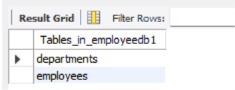 Result Grid Filter Rows:
Tables_in_employeedb1
departments
employees